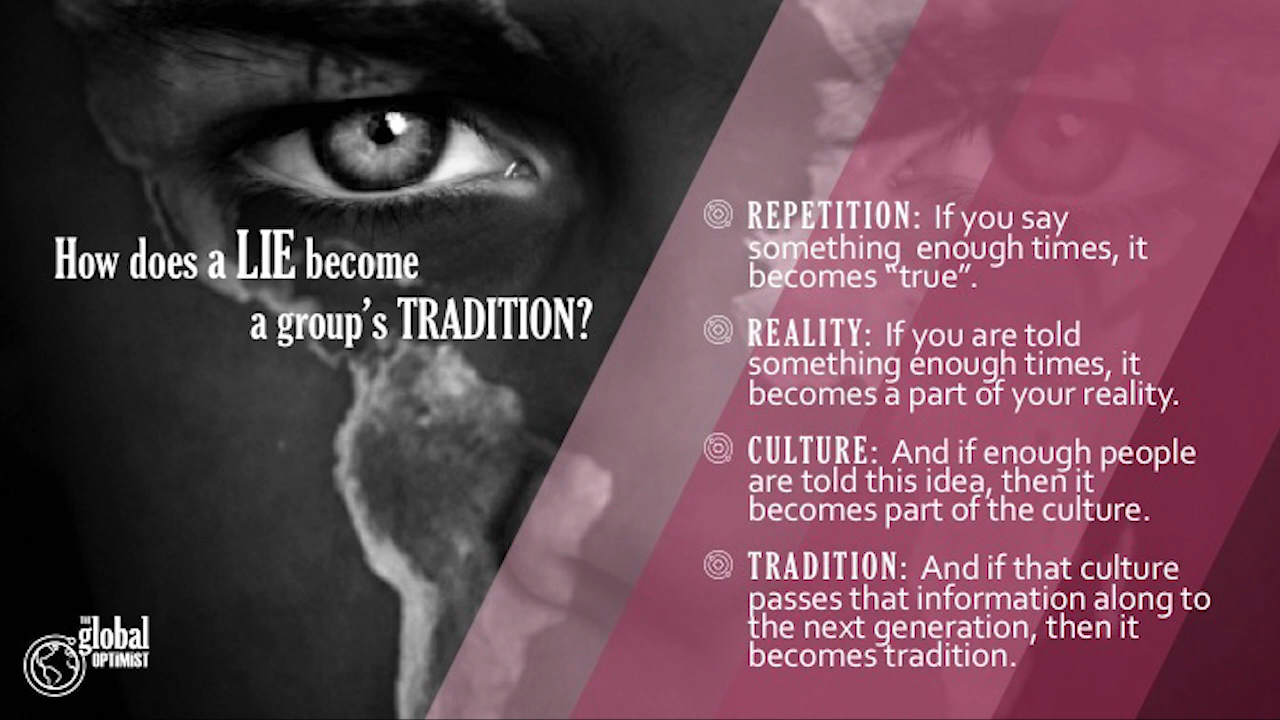 How does a LIE become
a group's TRADITION?
REPETITION: If you say
something enough times, it
becomes "true".
REALITY: If you are told
something enough times, it
becomes a part of your reality.
CULTURE: And if enough people
are told this idea, then it
becomes part of the culture.
TRADITION: And if that culture
passes that information along to
the next generation, then it
becomes tradition.
THE
global
OPTIMIST